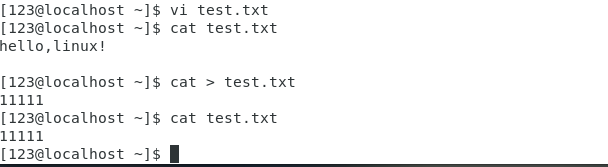 [123@localhost ~]$ vi test.txt
[123@localhost ~]$ cat test.txt
hello,linux!

[123@localhost ~]$ cat > test.txt
11111
[123@localhost ~]$ cat test.txt
11111
[123@localhost ~]$